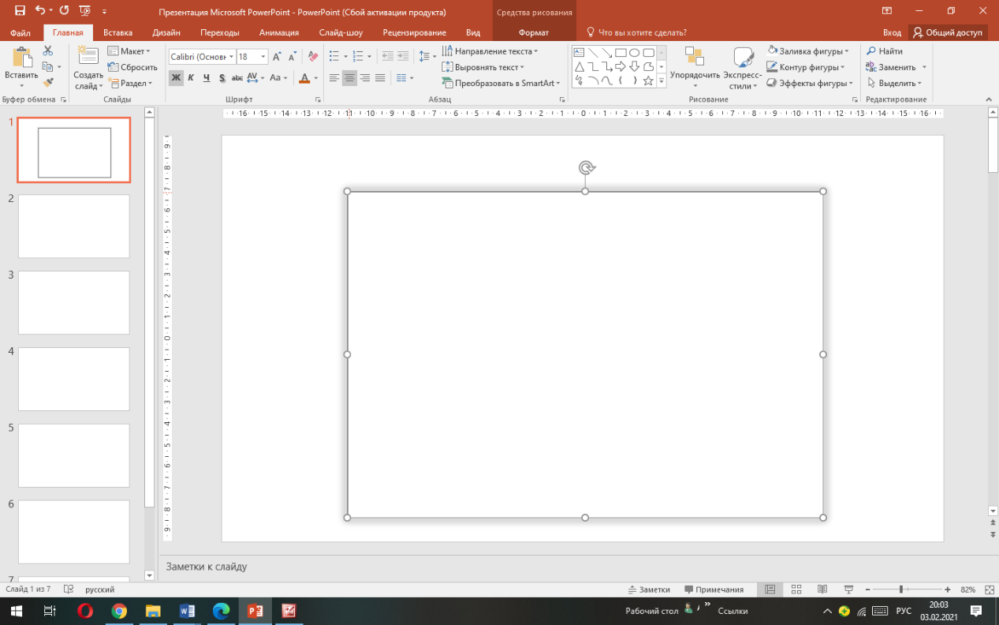 Презентация Microsoft PowerPoint - PowerPoint (Сбой активации продукта)
Средства рисования
Файл Главная Вставка Дизайн Переходы Анимация Слайд-шоу Рецензирование Вид Формат Что вы хотите сделать? Вход Общий доступ
Вставить
Буфер обмена
Создать слайд
Макет
Сбросить
Раздел
Слайды
Calibri (Основн 18
Ж К Ч S abc AV Aa A
Шрифт
Направление текста
Выровнять текст
Преобразовать в SmartArt
Абзац
Упорядочить
Экспресс-
стили
Заливка фигуры
Контур фигуры
Эффекты фигуры
Рисование
Найти
Заменить
Выделить
Редактирование
16 15 14 13 12 11 10 9 8 7 6 5 4 3 2 1 0 1 2 3 4 5 6 7 8 9 10 11 12 13 14 15 16
9 8 7 6 5 4 3 2 1 0 1 2 3 4 5 6 7 8 9
1
2
3
4
5
6
7
Заметки к слайду
Слайд 1 из 7 русский Заметки Примечания 82%
Рабочий стол Ссылки РУС
20:03
03.02.2021